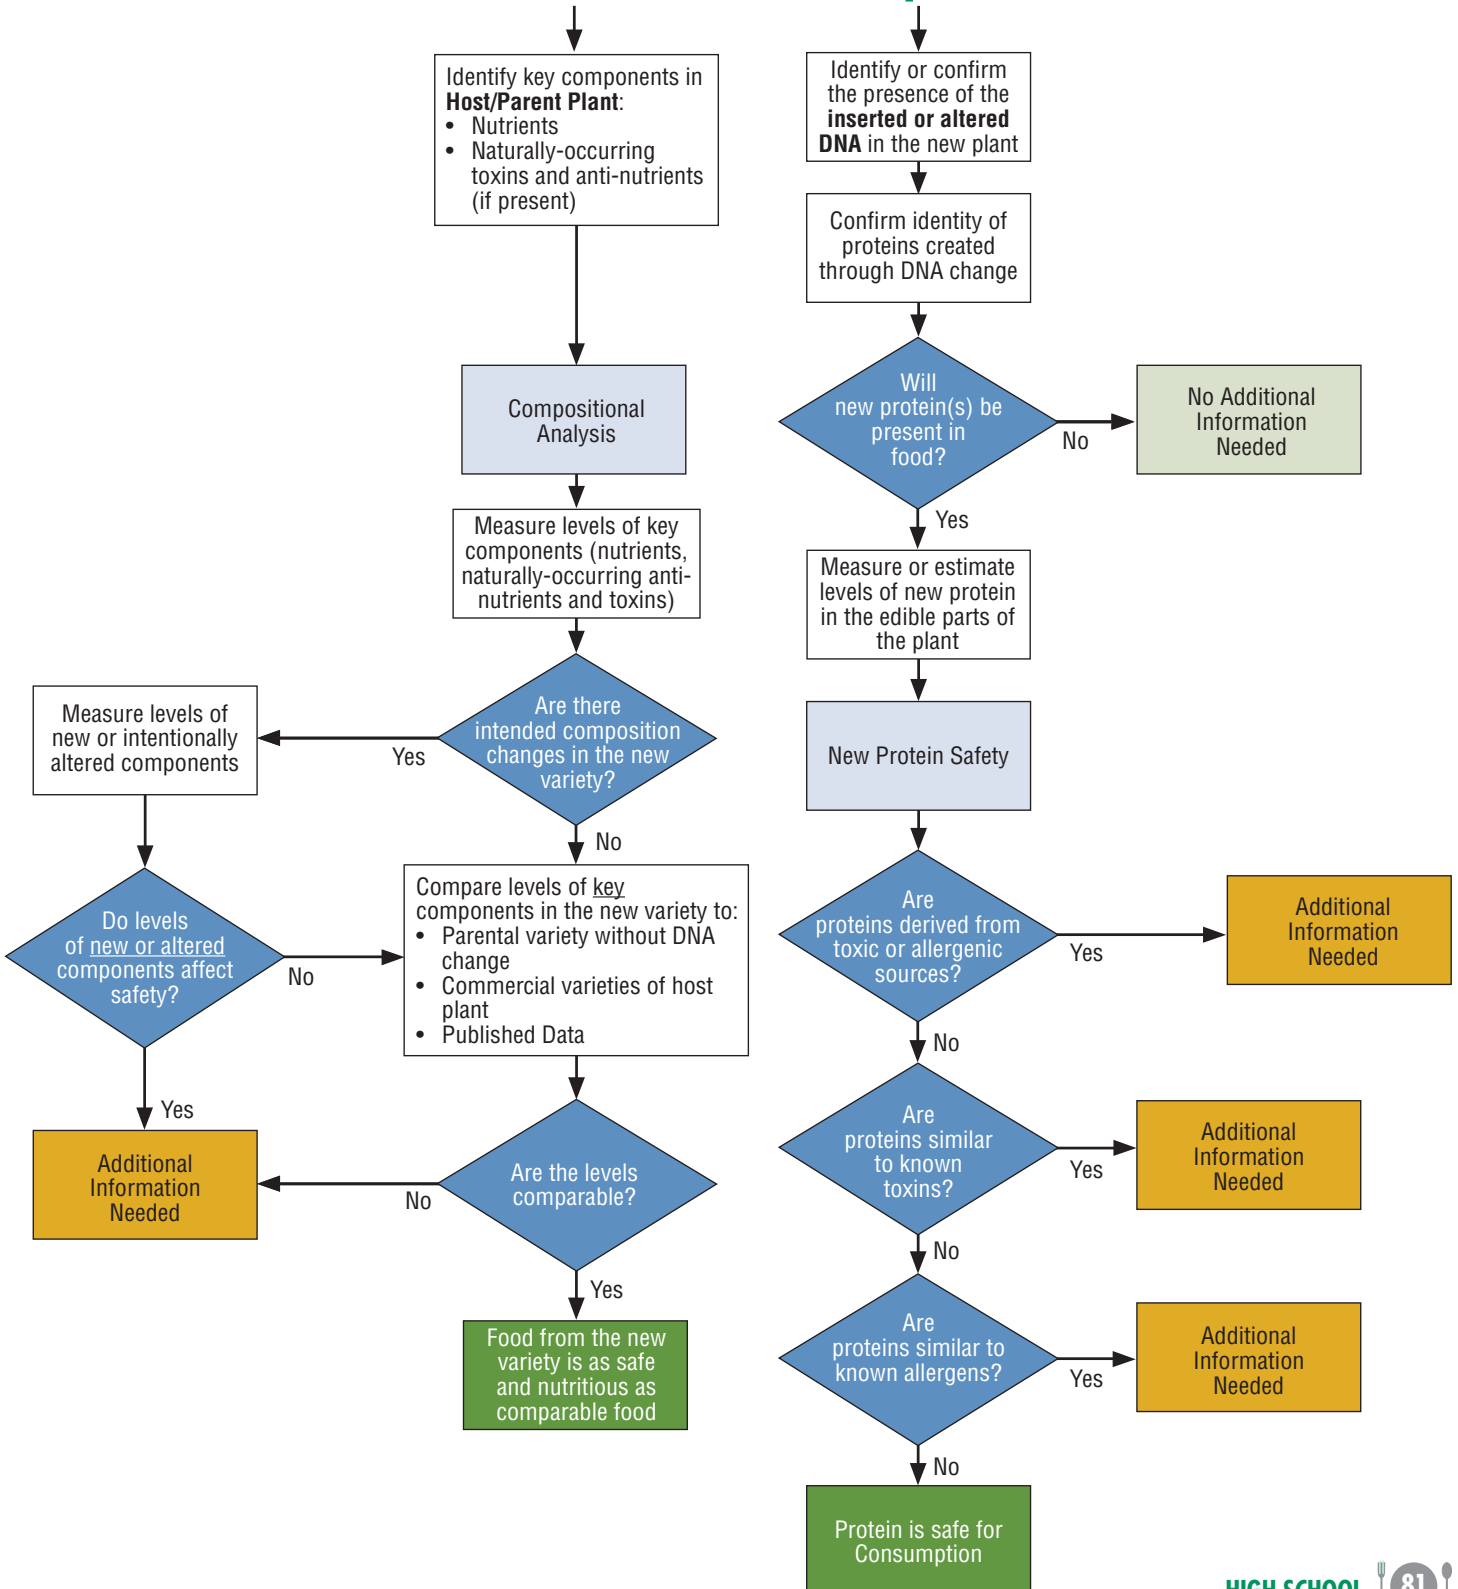 Identify key components in
Host/Parent Plant:
• Nutrients
• Naturally-occurring
toxins and anti-nutrients
(if present)
Compositional
Analysis
Measure levels of key
components (nutrients,
naturally-occurring anti-
nutrients and toxins)
Are there
intended composition
changes in the new
variety?
Yes
No
Measure levels of
new or intentionally
altered components
Do levels
of new or altered
components affect
safety?
No
Yes
Additional
Information
Needed
Compare levels of key
components in the new variety to:
• Parental variety without DNA
change
• Commercial varieties of host
plant
• Published Data
Are the levels
comparable?
No
Yes
Food from the new
variety is as safe
and nutritious as
comparable food
Identify or confirm
the presence of the
inserted or altered
DNA in the new plant
Confirm identity of
proteins created
through DNA change
Will
new protein(s) be
present in
food?
No
No Additional
Information
Needed
Yes
Measure or estimate
levels of new protein
in the edible parts of
the plant
New Protein Safety
Are
proteins derived from
toxic or allergenic
sources?
Yes
Additional
Information
Needed
No
Are
proteins similar
to known
toxins?
Yes
Additional
Information
Needed
No
Are
proteins similar to
known allergens?
Yes
Additional
Information
Needed
No
Protein is safe for
Consumption
HIGH SCHOOL 81